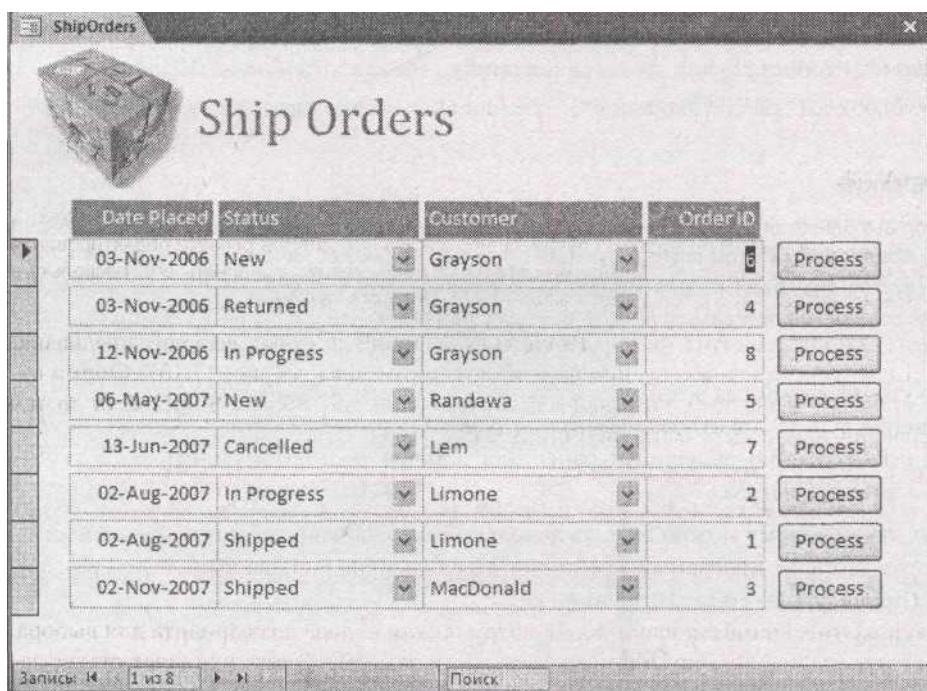 ShipOrders
Ship Orders
Date Placed Status Customer Order ID
03-Nov-2006 New Grayson 6 Process
03-Nov-2006 Returned Grayson 4 Process
12-Nov-2006 In Progress Grayson 8 Process
06-May-2007 New Randawa 5 Process
13-Jun-2007 Cancelled Lem 7 Process
02-Aug-2007 In Progress Limone 2 Process
02-Aug-2007 Shipped Limone 1 Process
02-Nov-2007 Shipped MacDonald 3 Process
Записы 1 из 8 Поиск